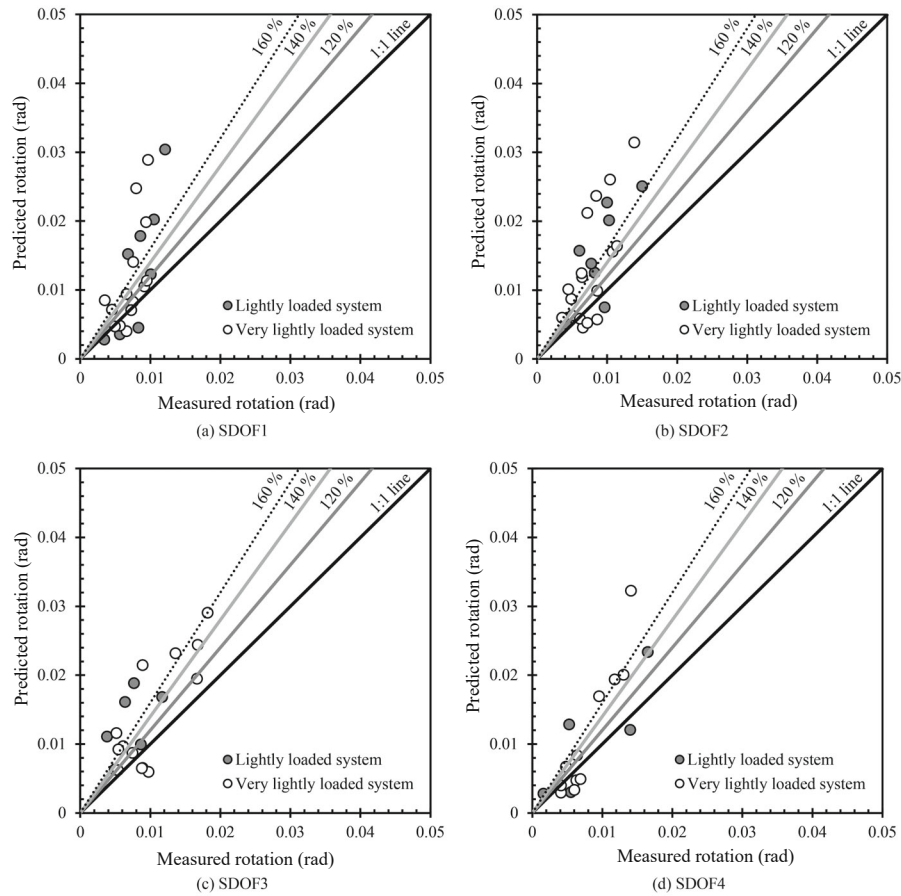 0.05
160 %
140 %
120 %
1:1 line
0.04
0.03
0.02
0.01
0
Predicted rotation (rad)
Lightly loaded system
Very lightly loaded system
0 0.01 0.02 0.03 0.04 0.05
Measured rotation (rad)
(a) SDOF1
0.05
160 %
140 %
120 %
1:1 line
0.04
0.03
0.02
0.01
0
Predicted rotation (rad)
Lightly loaded system
Very lightly loaded system
0 0.01 0.02 0.03 0.04 0.05
Measured rotation (rad)
(b) SDOF2
0.05
160 %
140 %
120 %
1:1 line
0.04
0.03
0.02
0.01
0
Predicted rotation (rad)
Lightly loaded system
Very lightly loaded system
0 0.01 0.02 0.03 0.04 0.05
Measured rotation (rad)
(c) SDOF3
0.05
160 %
140 %
120 %
1:1 line
0.04
0.03
0.02
0.01
0
Predicted rotation (rad)
Lightly loaded system
Very lightly loaded system
0 0.01 0.02 0.03 0.04 0.05
Measured rotation (rad)
(d) SDOF4